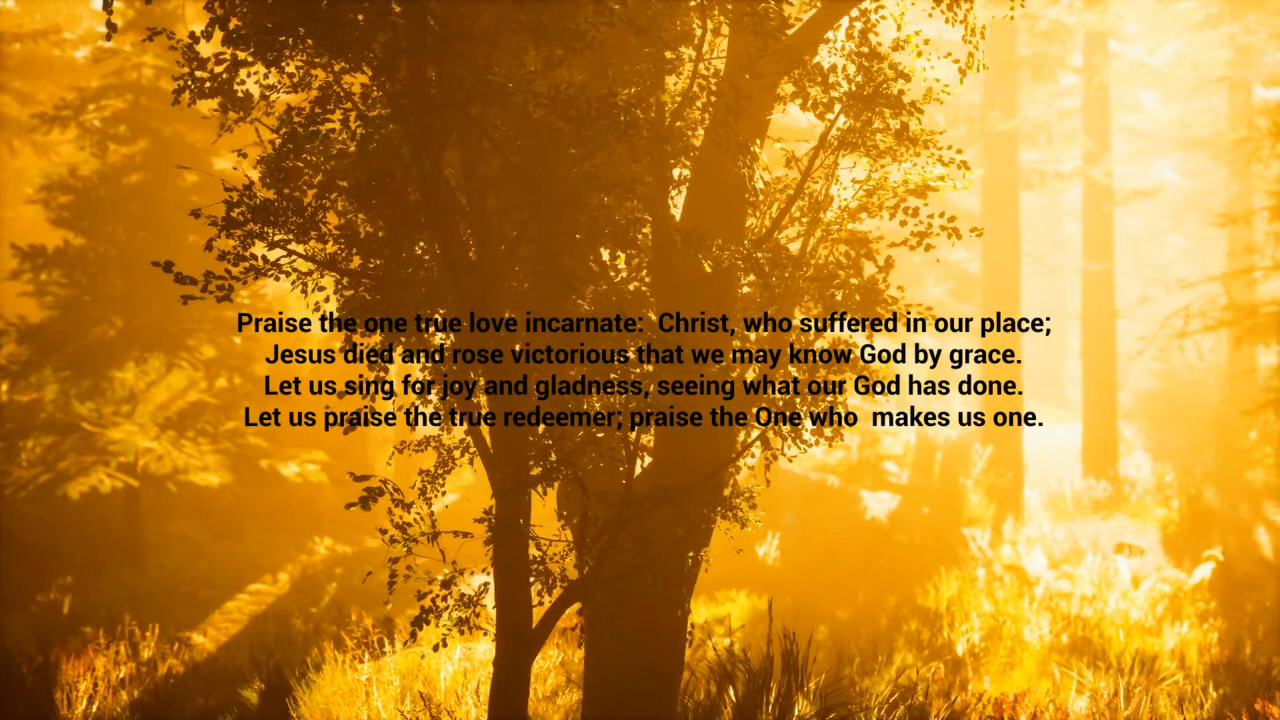 Praise the one true love incarnate:  Christ, who suffered in our place;
Jesus died and rose victorious that we may know God by grace.
Let us sing for joy and gladness, seeing what our God has done.
Let us praise the true redeemer; praise the One who  makes us one.